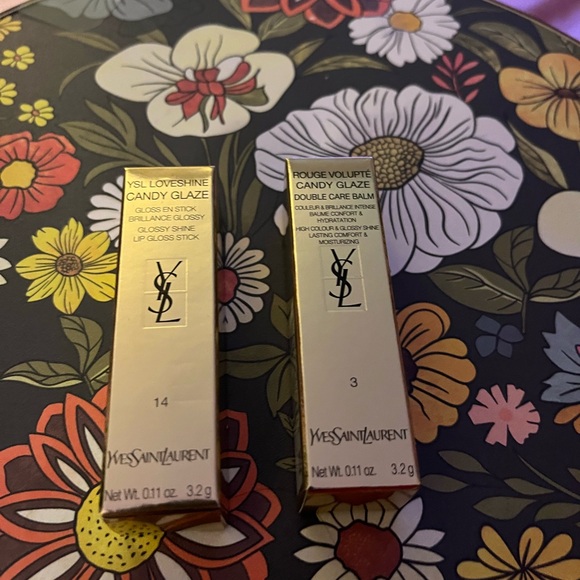 YSL LOVESHINE
CANDY GLAZE
GLOSS EN STICK
BRILLANCE GLOSSY
GLOSSY SHINE
LIP GLOSS STICK
YSL
14
YVESSAINTLAURENT
Net Wt. 0.11 oz. 3.2 g
ROUGE VOLUPTÉ
CANDY GLAZE
DOUBLE CARE BALM
COULEUR & BRILLANCE INTENSE
BAUME CONFORT &
HYDRATATION
HIGH COLOUR & GLOSSY SHINE
LASTING COMFORT &
MOISTURIZING
YSL
3
YVESSAINTLAURENT
Net Wt. 0.11 oz. 3.2 g